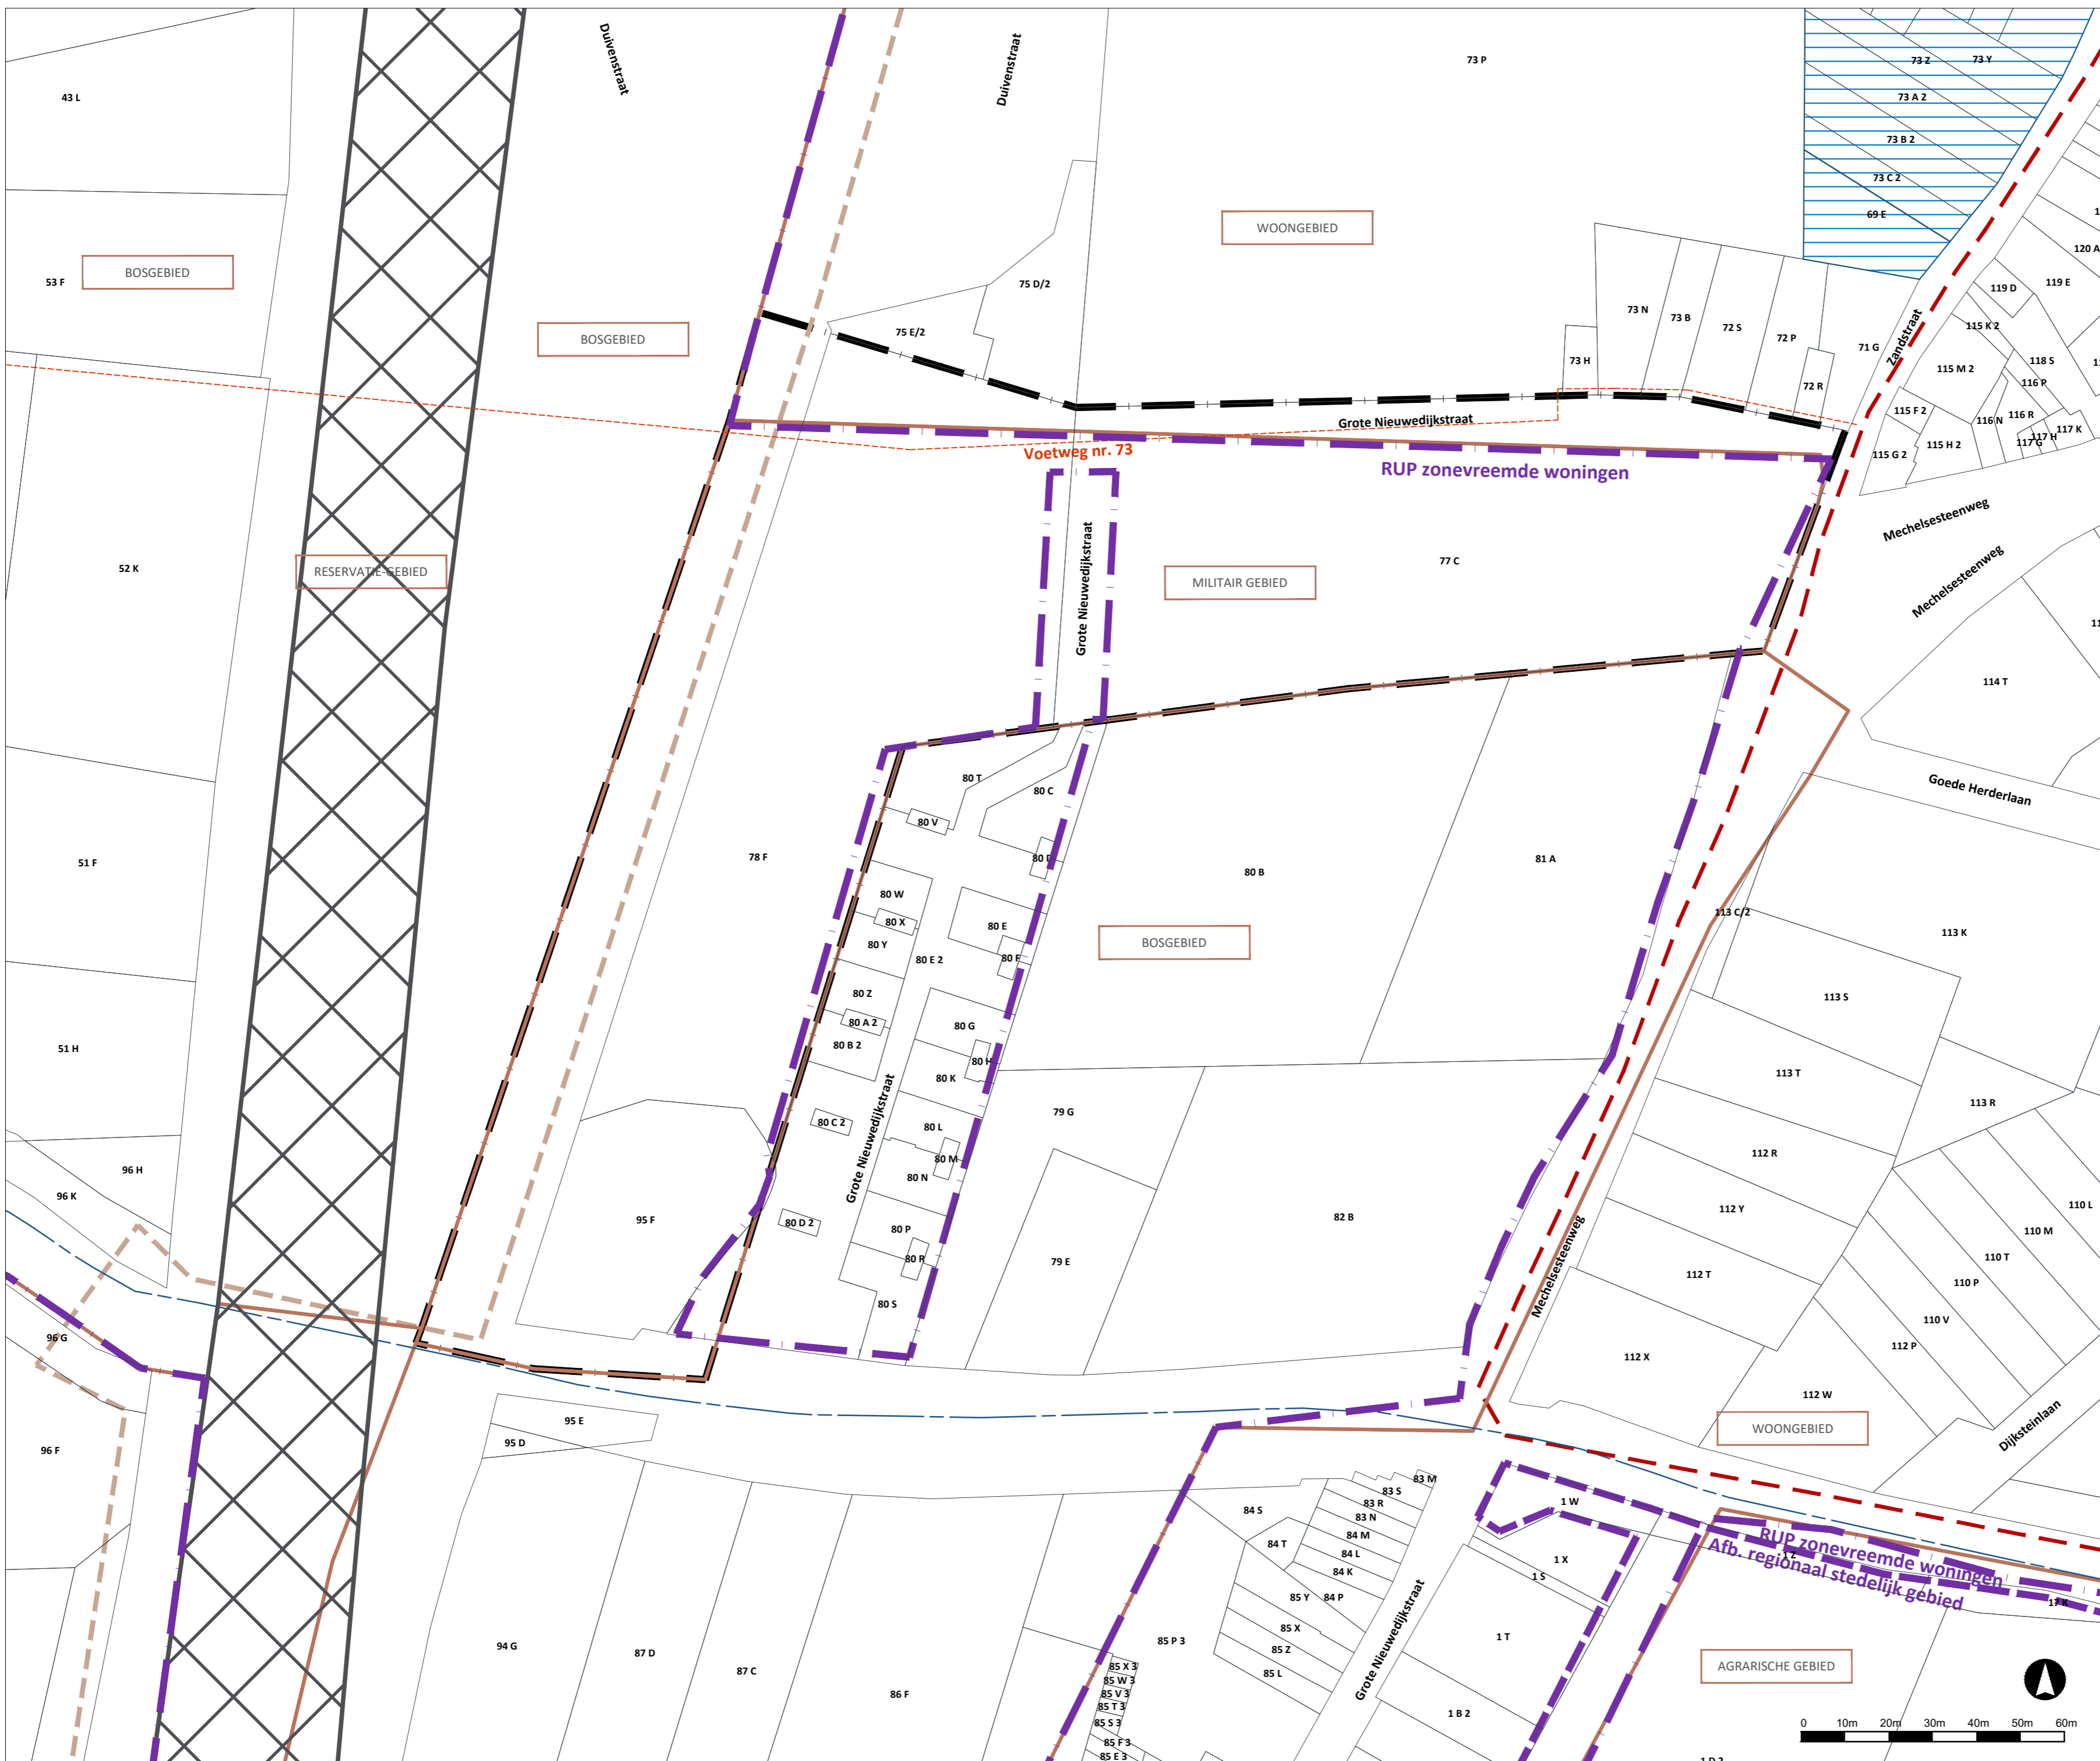 Duivenstraat
Duivenstraat
73 P
73 Z
73 Y
43 L
73 A 2
73 B 2
73 C 2
69 E
WOONGEBIED
120 A
BOSGEBIED
53 F
119 D
119 E
75 D/2
BOSGEBIED
75 E/2
73 N
73 B
72 S
72 P
71 G
Zandstraat
115 K 2
73 H
72 R
115 M 2
118 S
116 P
115 F 2
116 N
116 R
117 K
117 H
117 G
115 H 2
115 G 2
Grote Nieuwedijkstraat
Voetweg nr. 73
RUP zonevreemde woningen
Mechelsesteenweg
Mechelsesteenweg
Grote Nieuwedijkstraat
52 K
RESERVATIE-GEBIED
77 C
MILITAIR GEBIED
114 T
80 T
80 C
Goede Herderlaan
80 V
51 F
78 F
80 B
81 A
80 W
80 X
80 E
113 C/2
113 K
80 Y
80 E 2
80 F
BOSGEBIED
80 Z
113 S
80 A 2
80 G
80 B 2
80 H
51 H
80 K
113 T
79 G
113 R
80 C 2
80 L
Grote Nieuwedijkstraat
80 M
112 R
96 H
80 N
96 K
95 F
80 D 2
80 P
82 B
112 Y
110 L
110 M
80 R
79 E
110 T
Mechelsesteenweg
112 T
110 P
80 S
110 V
96 G
112 X
112 P
112 W
95 E
95 D
WOONGEBIED
Dijksteinlaan
96 F
83 M
83 S
83 R
83 N
84 S
84 M
84 T
84 L
84 K
1 W
1 X
1 S
1 Z
RUP zonevreemde woningen
Afb. regionaal stedelijk gebied
85 Y
84 P
17 K
85 X
85 Z
85 L
Grote Nieuwedijkstraat
1 T
94 G
87 D
87 C
86 F
85 P 3
85 X 3
85 W 3
85 V 3
85 T 3
85 S 3
85 F 3
85 E 3
1 B 2
AGRARISCHE GEBIED
0 10m 20m 30m 40m 50m 60m